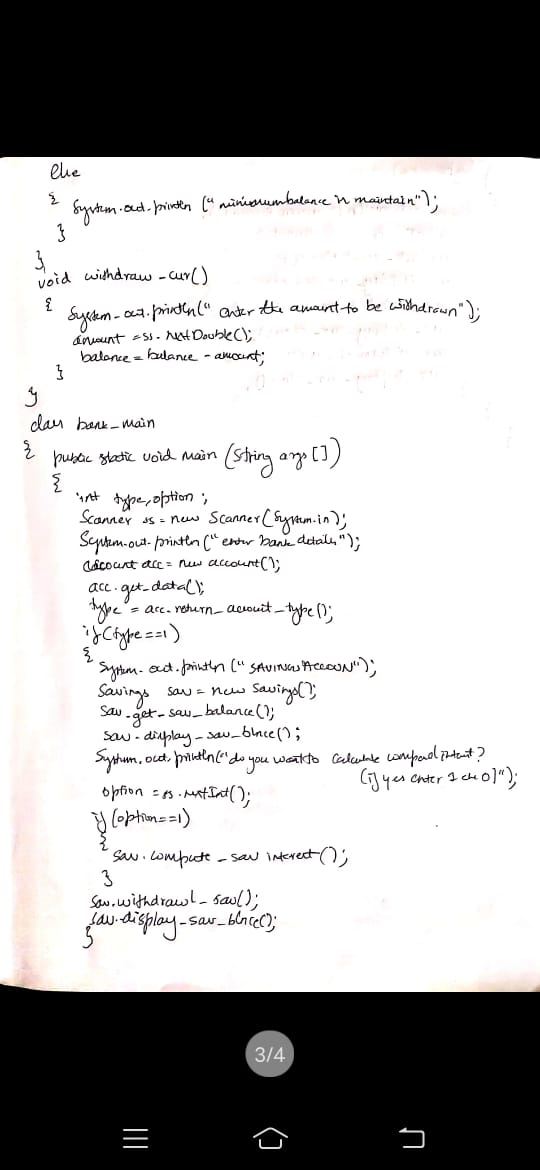 else
{ System.out.println (" minimumbalance is maintain");
}
}
void withdraw-cur()
{ System.out.println(" enter the amount to be withdrawn");
amount = ss. nextDouble();
balance = balance - amount;
}
}
class bank_main
{ public static void main (String args [])
{
int type, option ;
Scanner ss = new Scanner (System.in);
System.out.println (" enter bank details");
account acc = new account();
acc.get_data();
type = acc.return_account_type();
if (type==1)
{
System.out.println (" SAVINGS ACCOUN");
Savings sav = new Savings();
Sav.get-sav_balance();
sav.display-sav_blnce();
System.out.println(" do you want to calculate
(if yes enter 1 else 0)");
option = ss.nextInt();
if (option==1)
{
sav.compute-sav interest();
}
Sav.withdrawl-sav();
sav.display-sav_blnce();
}
3/4